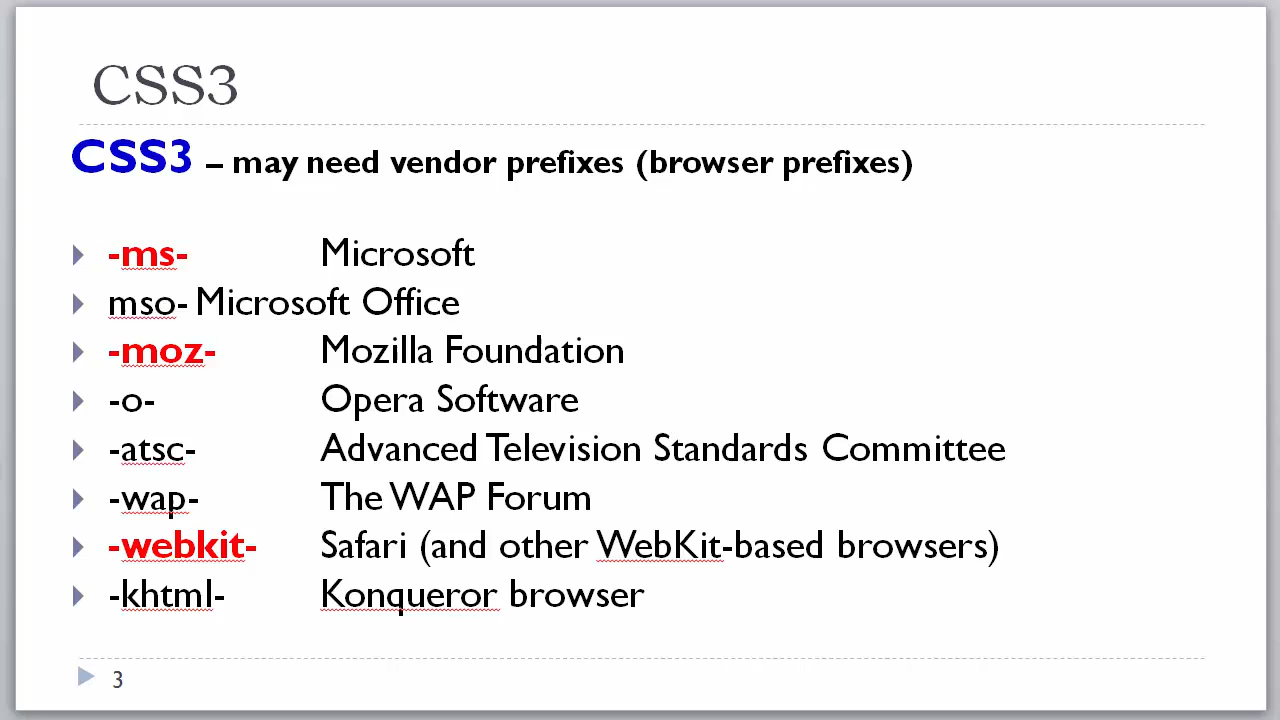 CSS3
CSS3 – may need vendor prefixes (browser prefixes)
-ms- Microsoft
mso- Microsoft Office
-moz- Mozilla Foundation
-o- Opera Software
-atsc- Advanced Television Standards Committee
-wap- The WAP Forum
-webkit- Safari (and other WebKit-based browsers)
-khtml- Konqueror browser
3